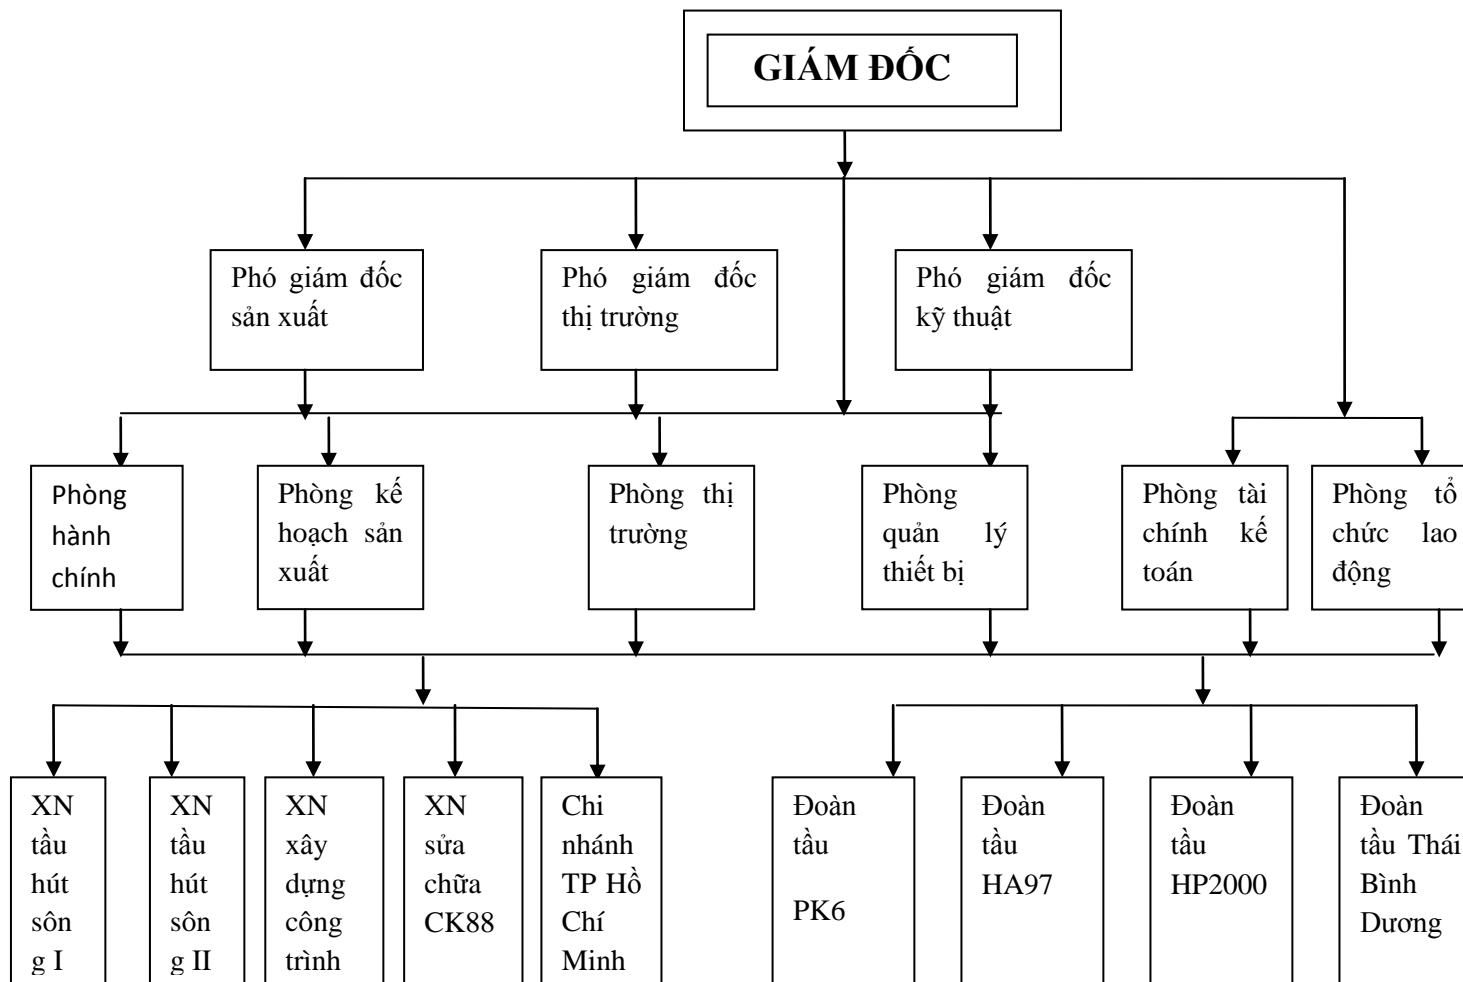 GIÁM ĐỐC
Phó giám đốc
sản xuất
Phó giám đốc
thị trường
Phó giám đốc
kỹ thuật
Phòng
hành
chính
Phòng kế
hoạch sản
xuất
Phòng thị
trường
Phòng
quản lý
thiết bị
Phòng tài
chính kế
toán
Phòng tổ
chức lao
động
XN
tầu
hút
sôn
g I
XN
tầu
hút
sôn
g II
XN
xây
dựng
công
trình
XN
sửa
chữa
CK88
Chi
nhánh
TP Hồ
Chí
Minh
Đoàn
tầu
PK6
Đoàn
tầu
HA97
Đoàn
tầu
HP2000
Đoàn
tầu Thái
Bình
Dương